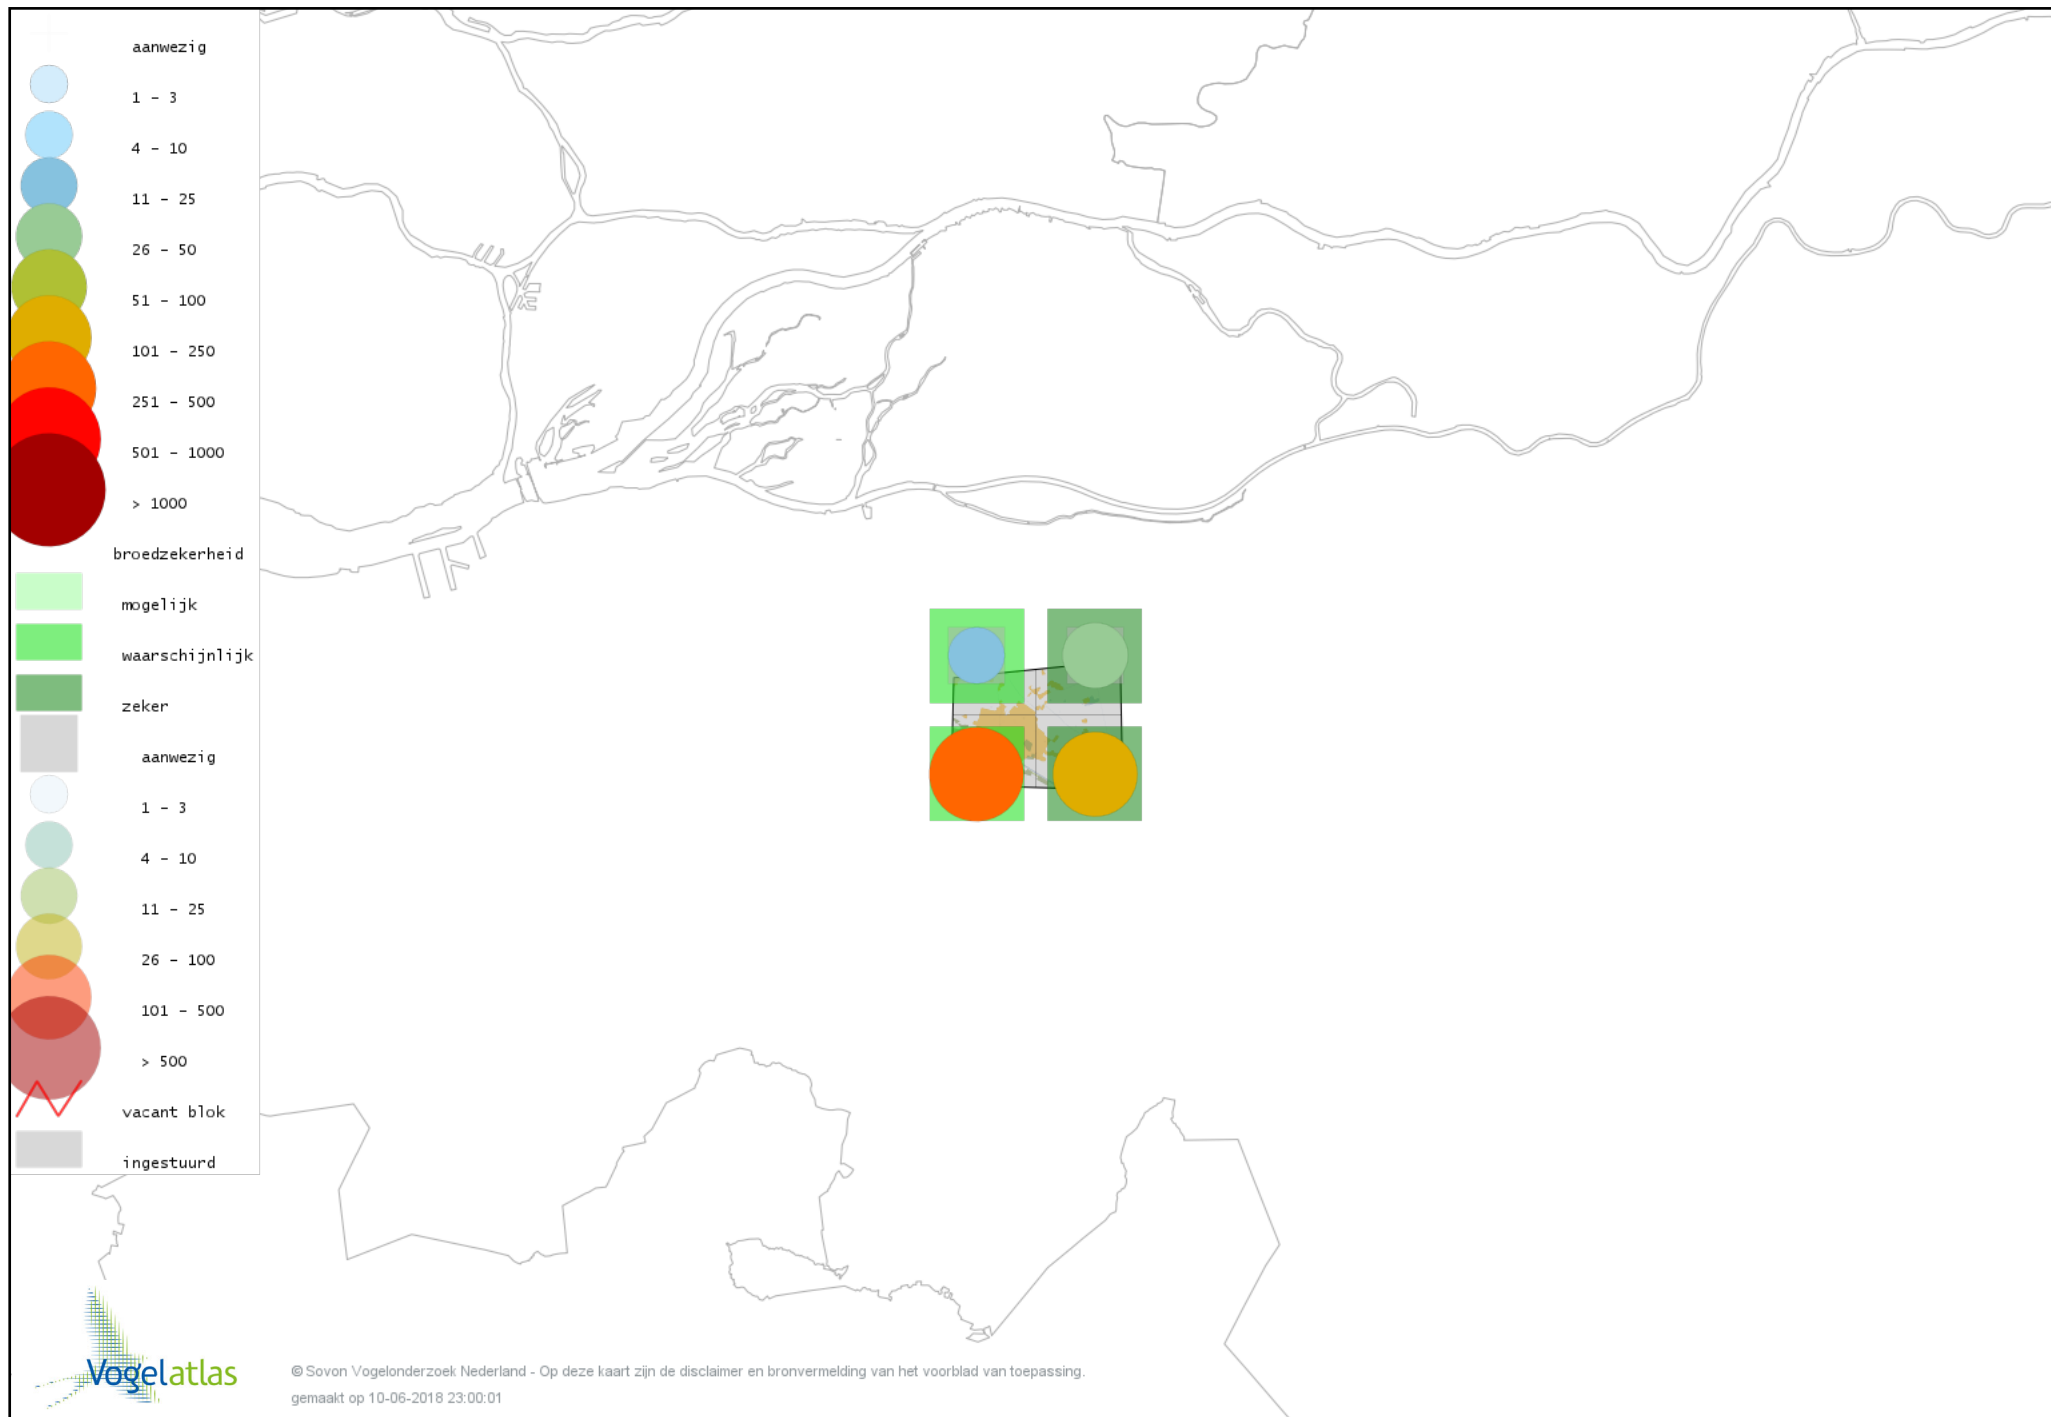 aanwezig
1 - 3
4 - 10
11 - 25
26 - 50
51 - 100
101 - 250
251 - 500
501 - 1000
> 1000
broedzekerheid
mogelijk
waarschijnlijk
zeker
aanwezig
1 - 3
4 - 10
11 - 25
26 - 100
101 - 500
> 500
vacant blok
ingestuurd
Vogelatlas
© Sovon Vogelonderzoek Nederland - Op deze kaart zijn de disclaimer en bronvermelding van het voorblad van toepassing.
gemaakt op 10-06-2018 23:00:01